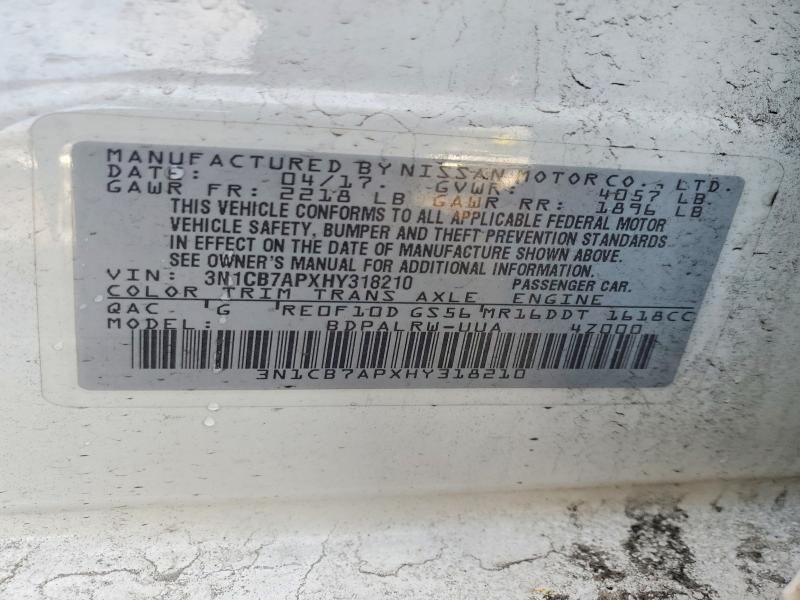 MANUFACTURED BY NISSAN MOTOR CO., LTD.
DATE: 04/17. GVWR: 4057 LB
GAWR FR: 2218 LB GAWR RR: 1896 LB
THIS VEHICLE CONFORMS TO ALL APPLICABLE FEDERAL MOTOR
VEHICLE SAFETY, BUMPER AND THEFT PREVENTION STANDARDS
IN EFFECT ON THE DATE OF MANUFACTURE SHOWN ABOVE.
SEE OWNER'S MANUAL FOR ADDITIONAL INFORMATION.
VIN: 3N1CB7APXHY318210 PASSENGER CAR.
COLOR TRIM TRANS AXLE ENGINE
QAC G RE0F10D GS56 MR16DDT 1618CC
MODEL: BDPALRW-UUA 47000
3N1CB7APXHY318210